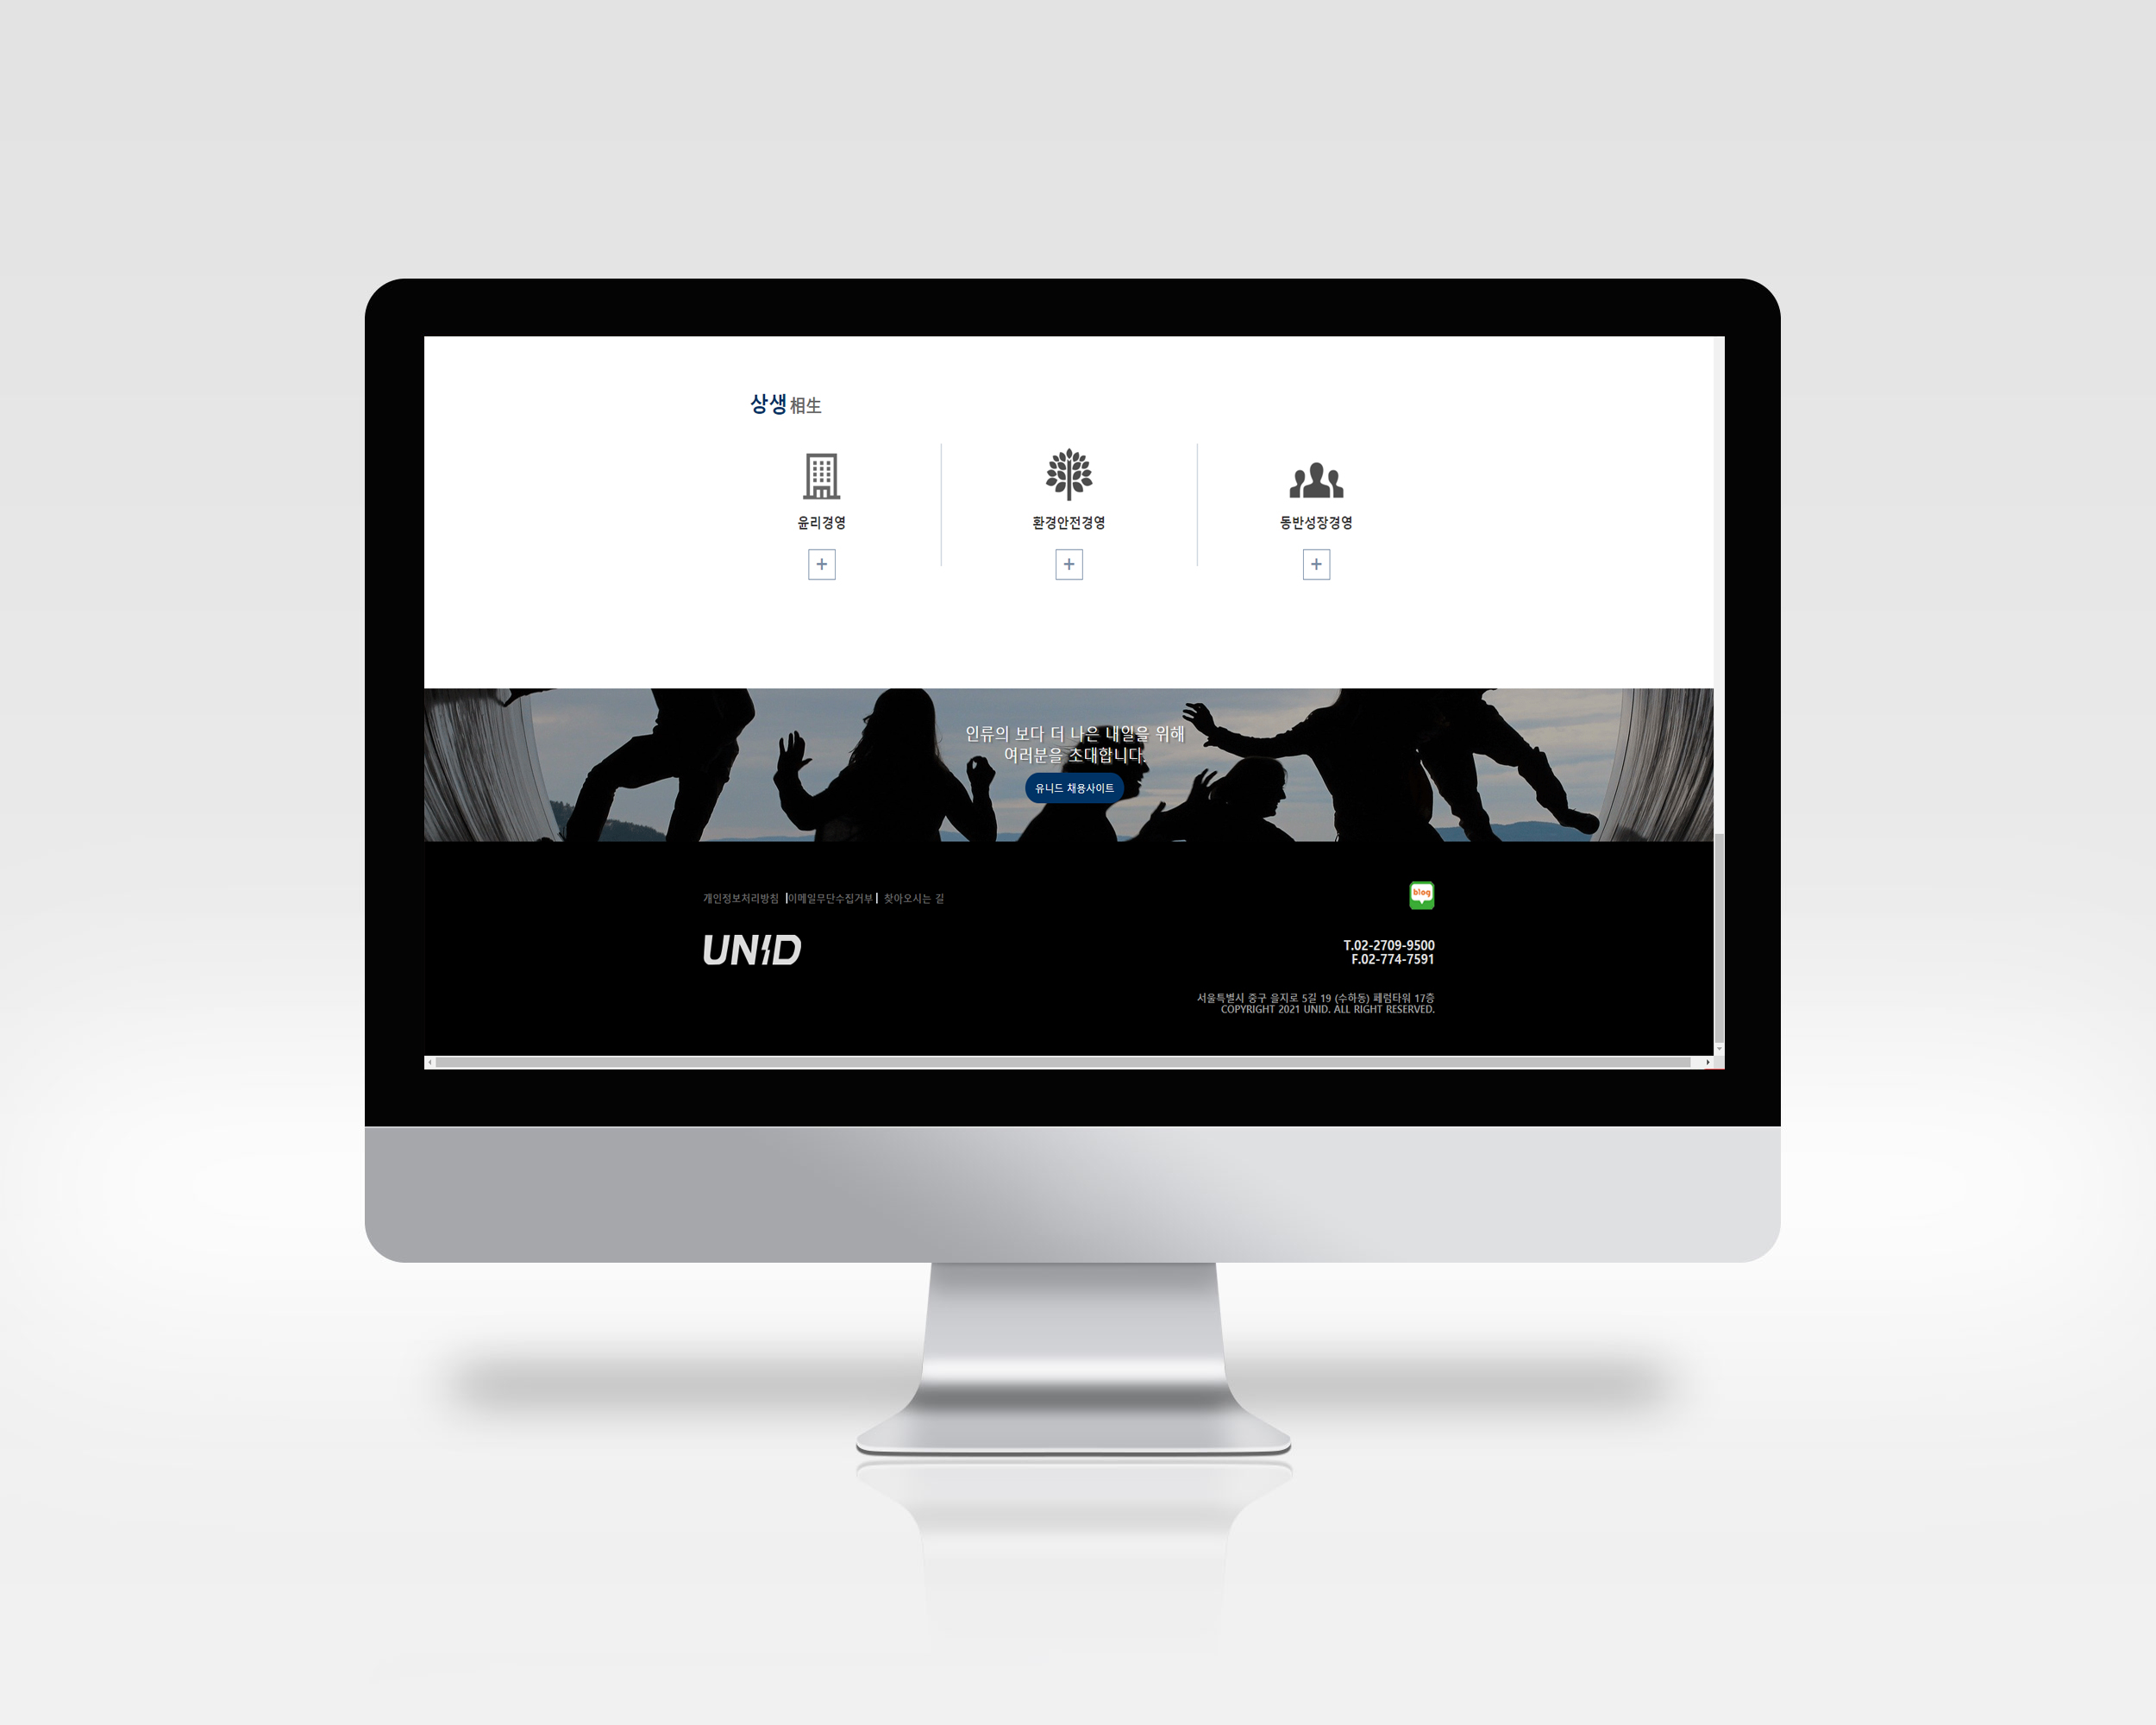 상생 相生
윤리경영
환경안전경영
동반성장경영
+
+
+
인류의 보다 더 나은 내일을 위해
여러분을 초대합니다.
유니드 채용사이트
개인정보처리방침 | 이메일무단수집거부 | 찾아오시는 길
blog
UNID
T.02-2709-9500
F.02-774-7591
서울특별시 중구 을지로 5길 19 (수하동) 페럼타워 17층
COPYRIGHT 2021 UNID. ALL RIGHT RESERVED.